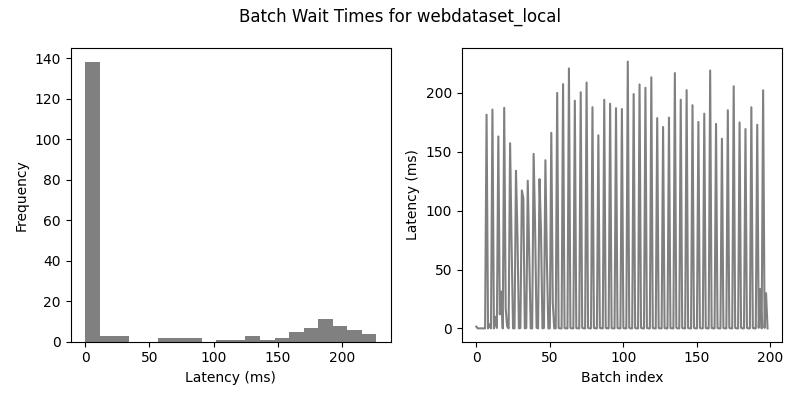 Batch Wait Times for webdataset_local
140
120
100
80
60
40
20
0
Frequency
0 50 100 150 200
Latency (ms)
200
150
100
50
0
Latency (ms)
0 50 100 150 200
Batch index